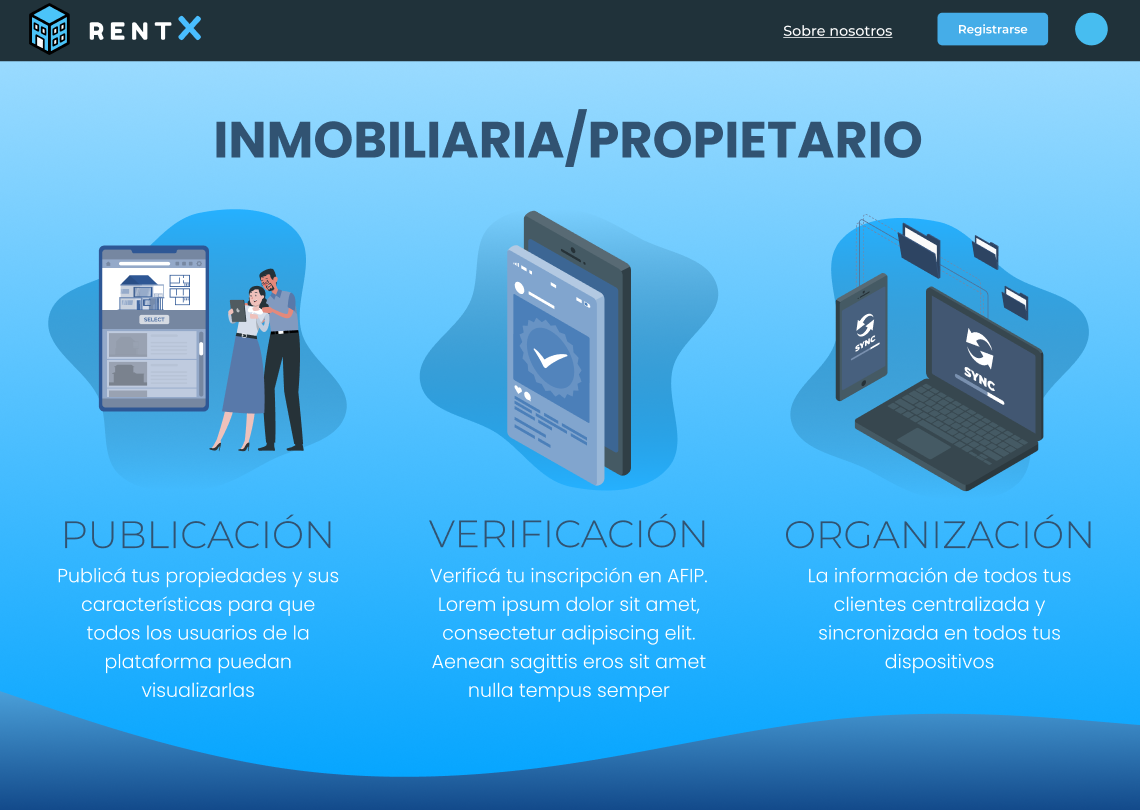 RENTX
Sobre nosotros
Registrarse
INMOBILIARIA/PROPIETARIO
SELECT
SYNC
SYNC
PUBLICACIÓN
Publicá tus propiedades y sus
características para que
todos los usuarios de la
plataforma puedan
visualizarlas
VERIFICACIÓN
Verificá tu inscripción en AFIP.
Lorem ipsum dolor sit amet,
consectetur adipiscing elit.
Aenean sagittis eros sit amet
nulla tempus semper
ORGANIZACIÓN
La información de todos tus
clientes centralizada y
sincronizada en todos tus
dispositivos